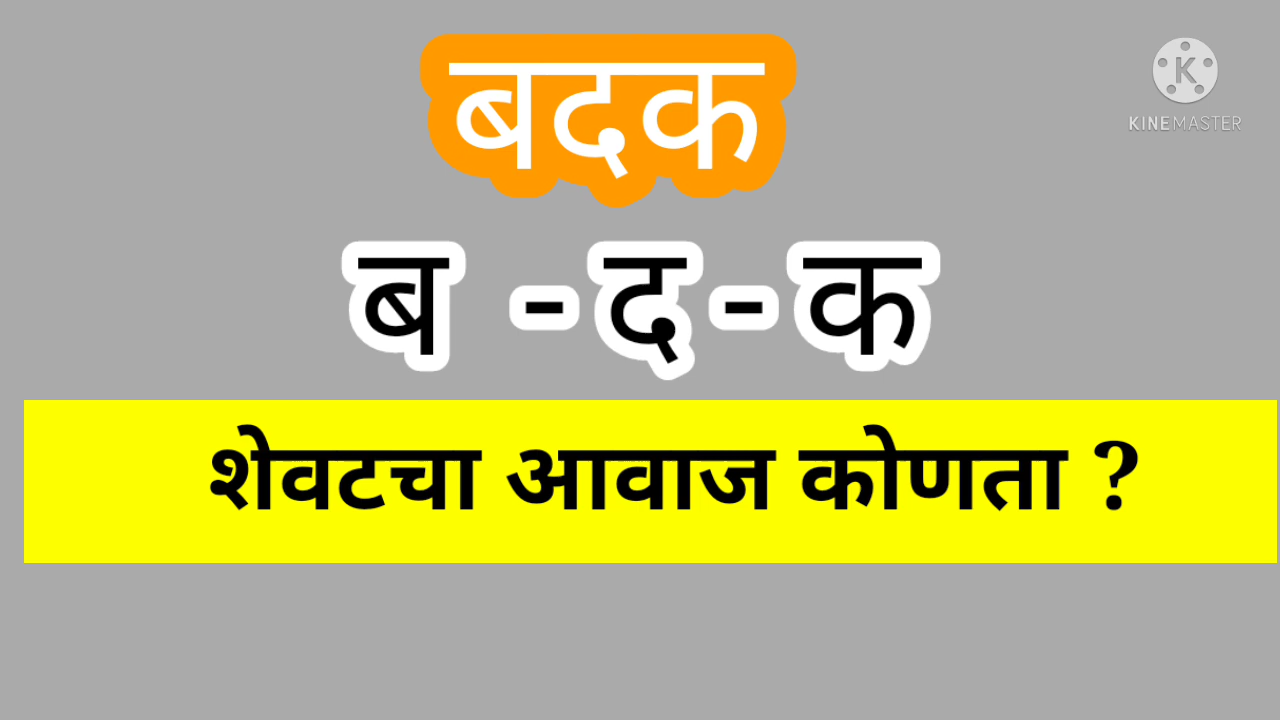 बदक
K
KINEMASTER
ब - द - क
शेवटचा आवाज कोणता ?